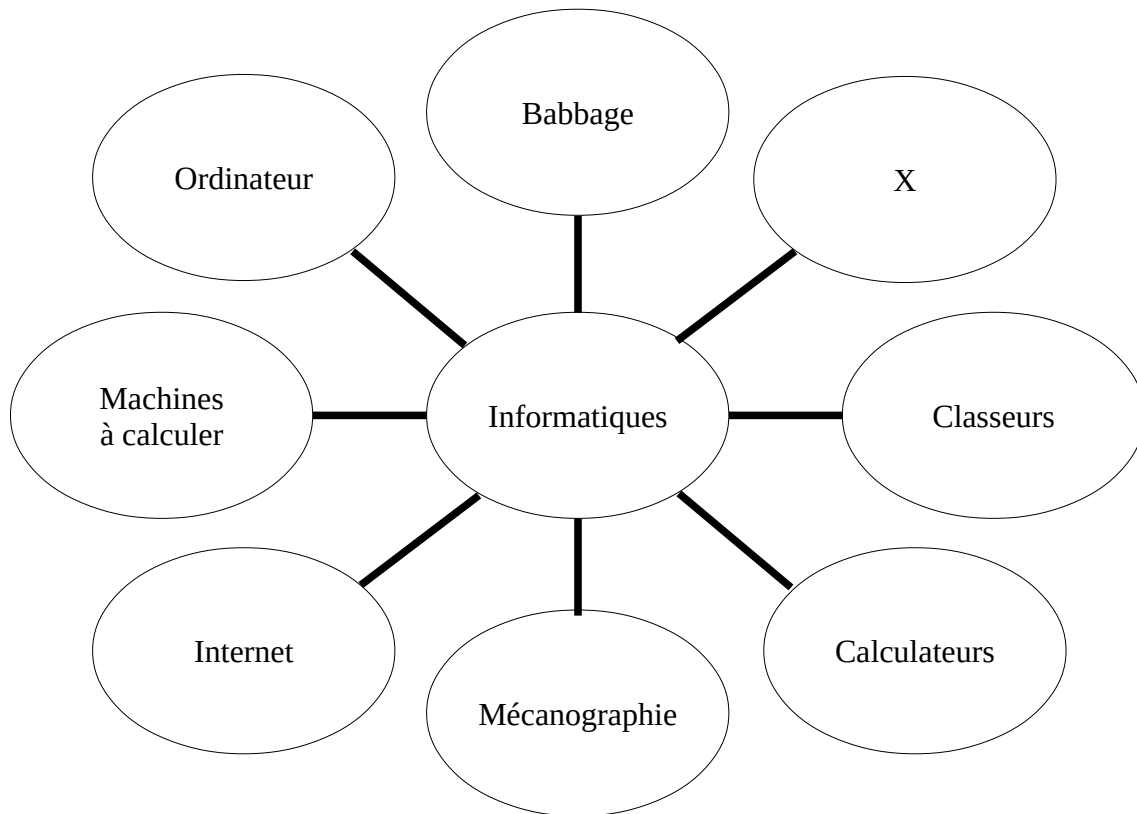 Babbage
Ordinateur
X
Machines
à calculer
Informatiques
Classeurs
Internet
Calculateurs
Mécanographie